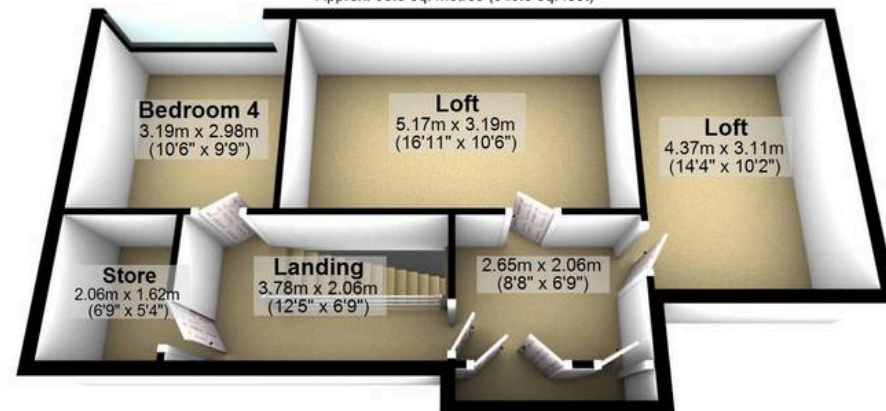 Bedroom 4
3.19m x 2.98m
(10'6" x 9'9")
Loft
5.17m x 3.19m
(16'11" x 10'6")
Loft
4.37m x 3.11m
(14'4" x 10'2")
Store
2.06m x 1.62m
(6'9" x 5'4")
Landing
3.78m x 2.06m
(12'5" x 6'9")
2.65m x 2.06m
(8'8" x 6'9")